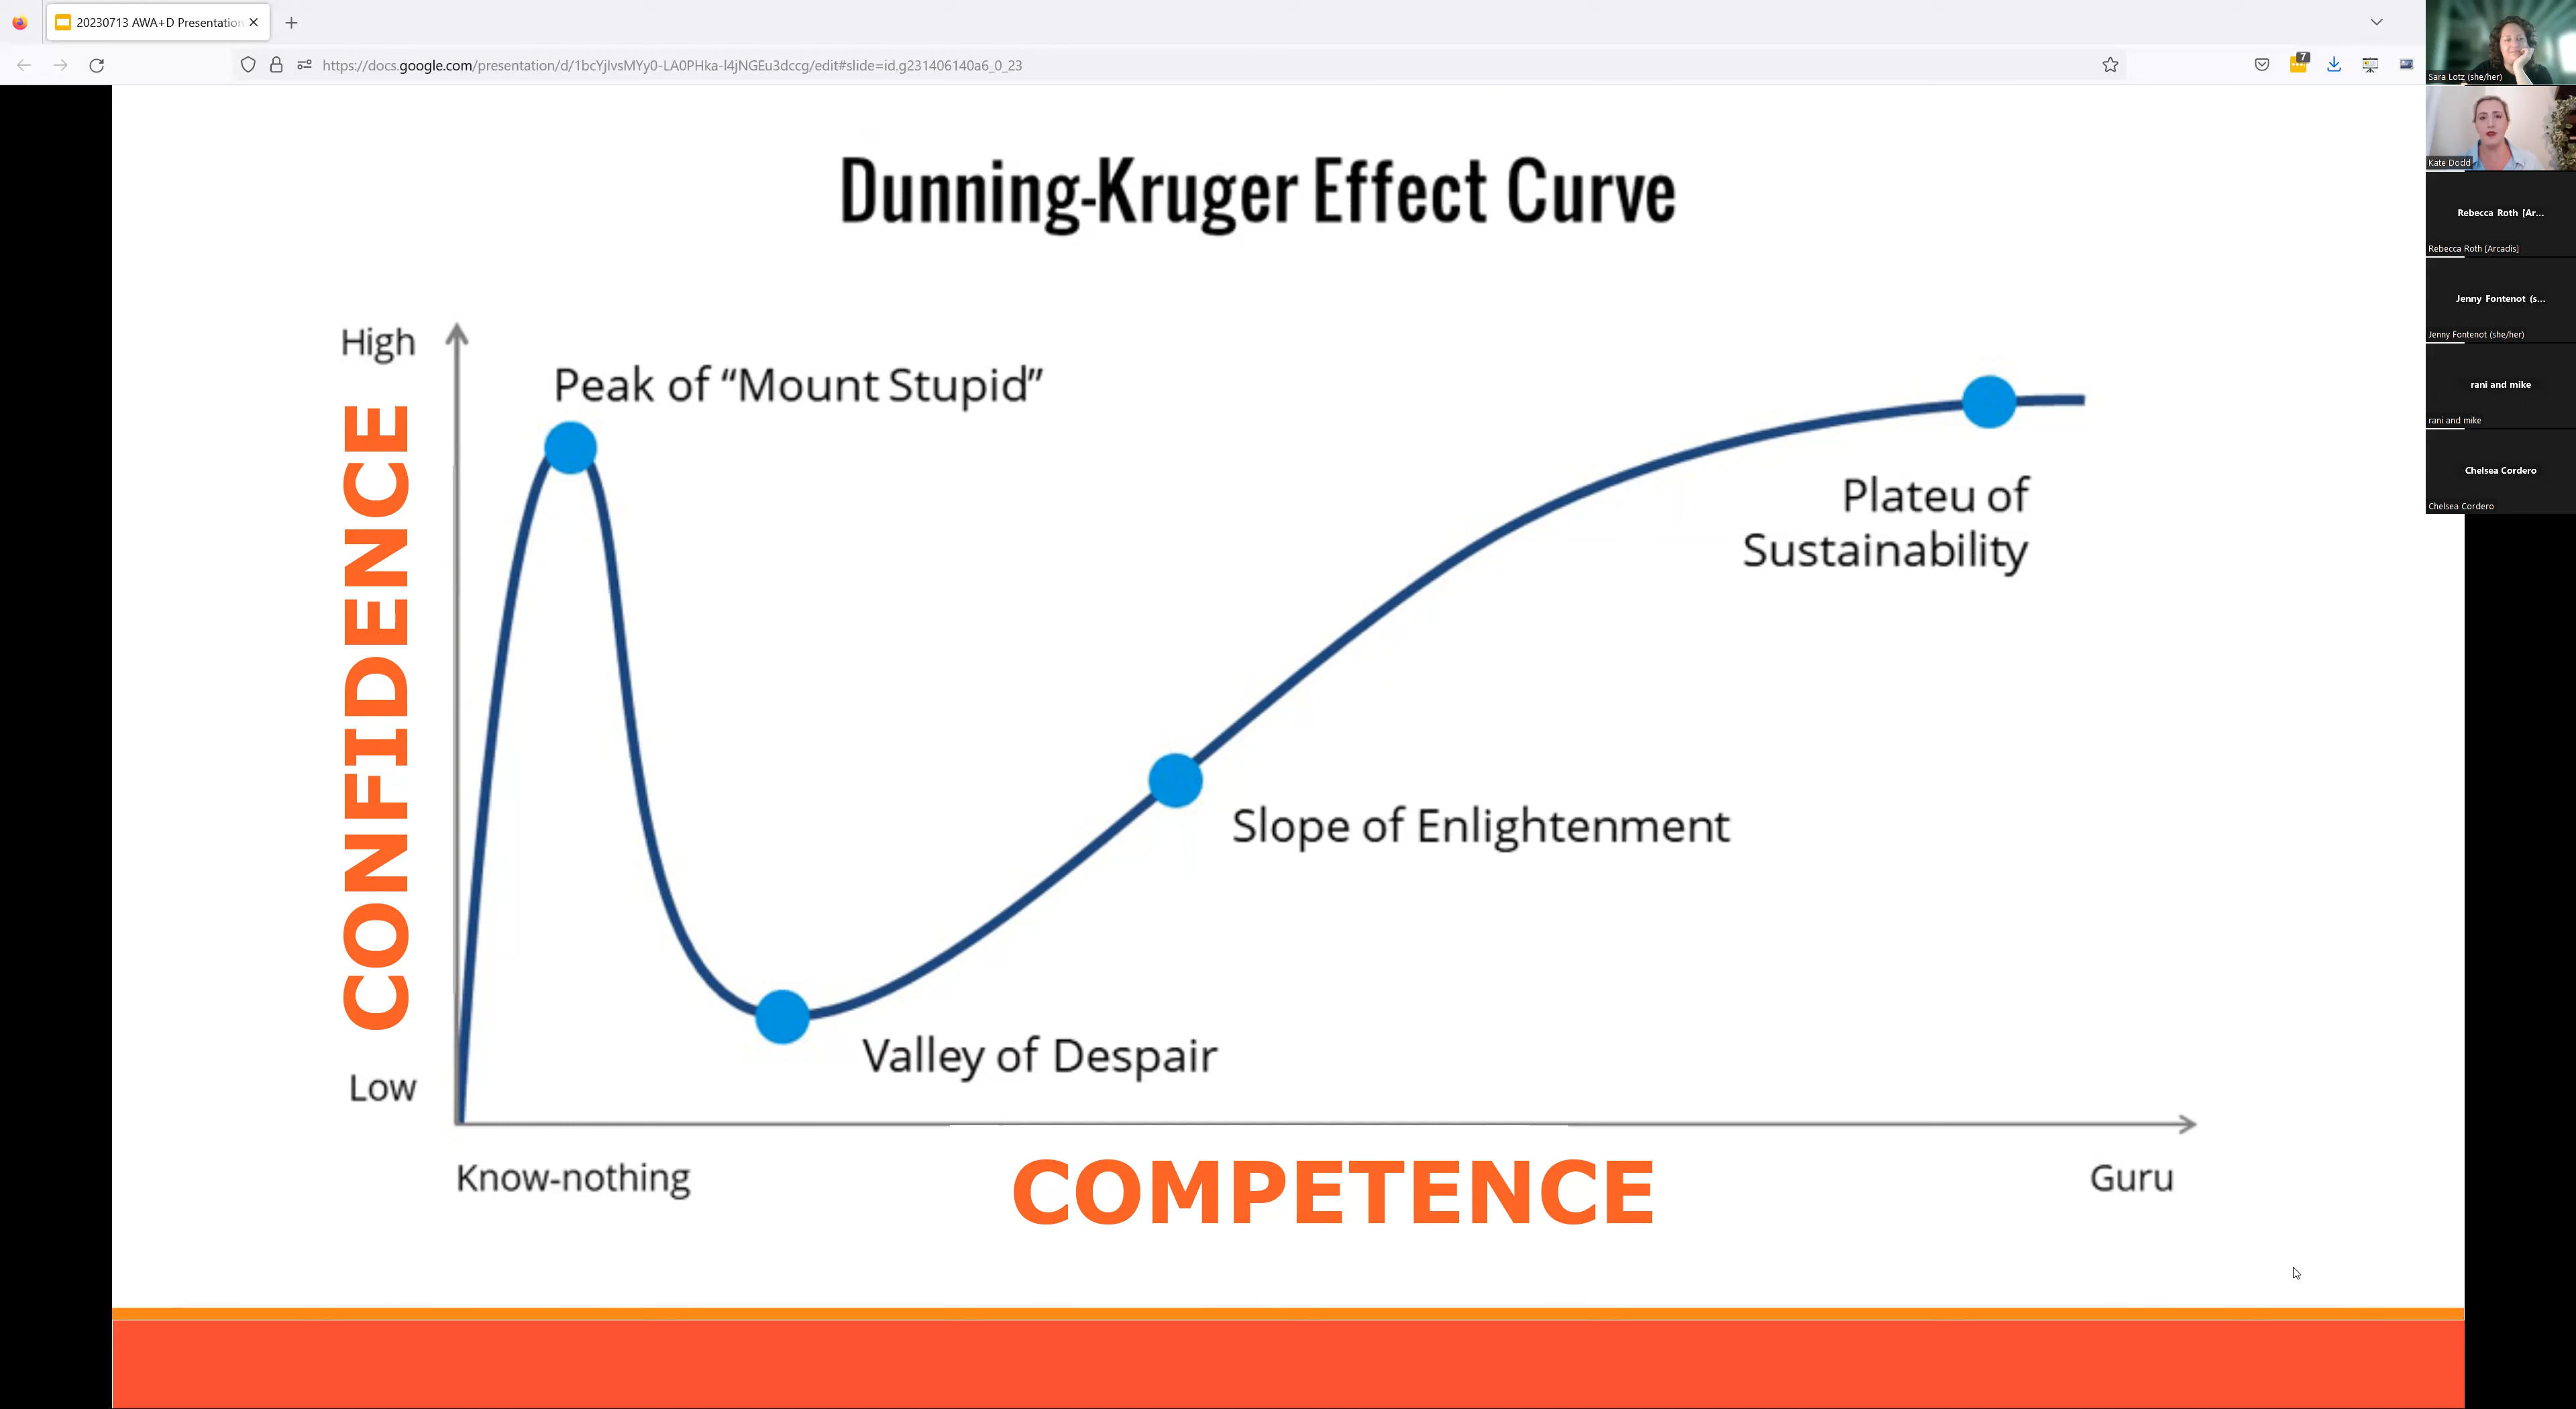 20230713 AWA+D Presentation
https://docs.google.com/presentation/d/1bcYjlvsMYy0-LA0PHka-l4jNGEu3dccg/edit#slide=id.g231406140a6_0_23
7
Sara Lotz (she/her)
Kate Dodd
Rebecca Roth [Ar...
Rebecca Roth [Arcadis]
Jenny Fontenot (s...
Jenny Fontenot (she/her)
rani and mike
rani and mike
Chelsea Cordero
Chelsea Cordero
Dunning-Kruger Effect Curve
High
CONFIDENCE
Low
Peak of “Mount Stupid”
Plateu of
Sustainability
Slope of Enlightenment
Valley of Despair
Know-nothing
COMPETENCE
Guru